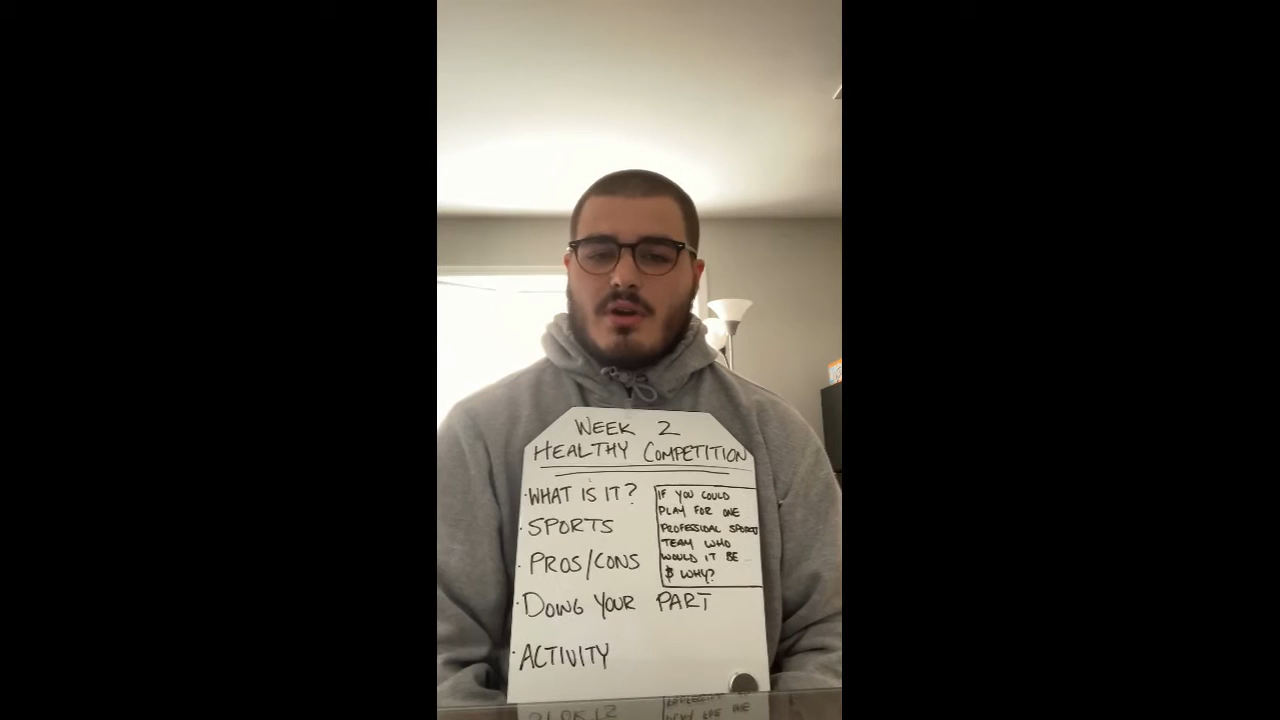 WEEK 2
HEALTHY COMPETITION
· WHAT IS IT?
· SPORTS
· PROS/CONS
· DOING YOUR PART
· ACTIVITY
IF YOU COULD
PLAY FOR ONE
PROFESSIONAL SPORTS
TEAM WHO
WOULD IT BE
& WHY?